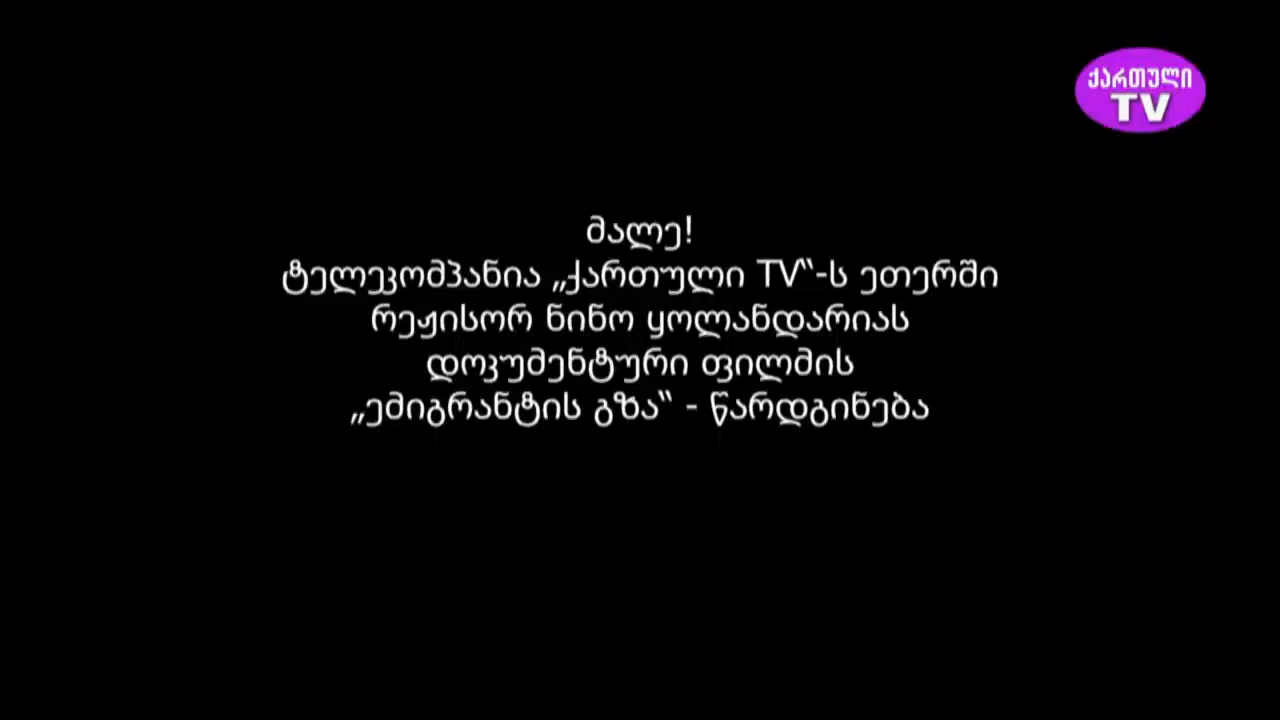 ქართული
TV
მალე!
ტელეკომპანია „ქართული TV“-ს ეთერში
რეჟისორ ნინო ყოლანდარიას
დოკუმენტური ფილმის
„ემიგრანტის გზა“ - წარდგინება